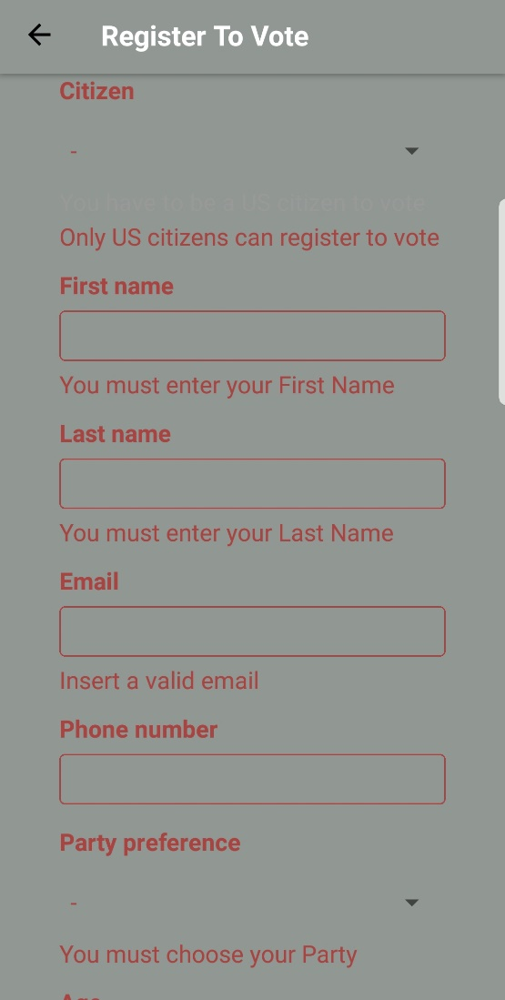 Register To Vote
Citizen
-
You have to be a US citizen to vote
Only US citizens can register to vote
First name
You must enter your First Name
Last name
You must enter your Last Name
Email
Insert a valid email
Phone number
Party preference
-
You must choose your Party
Age